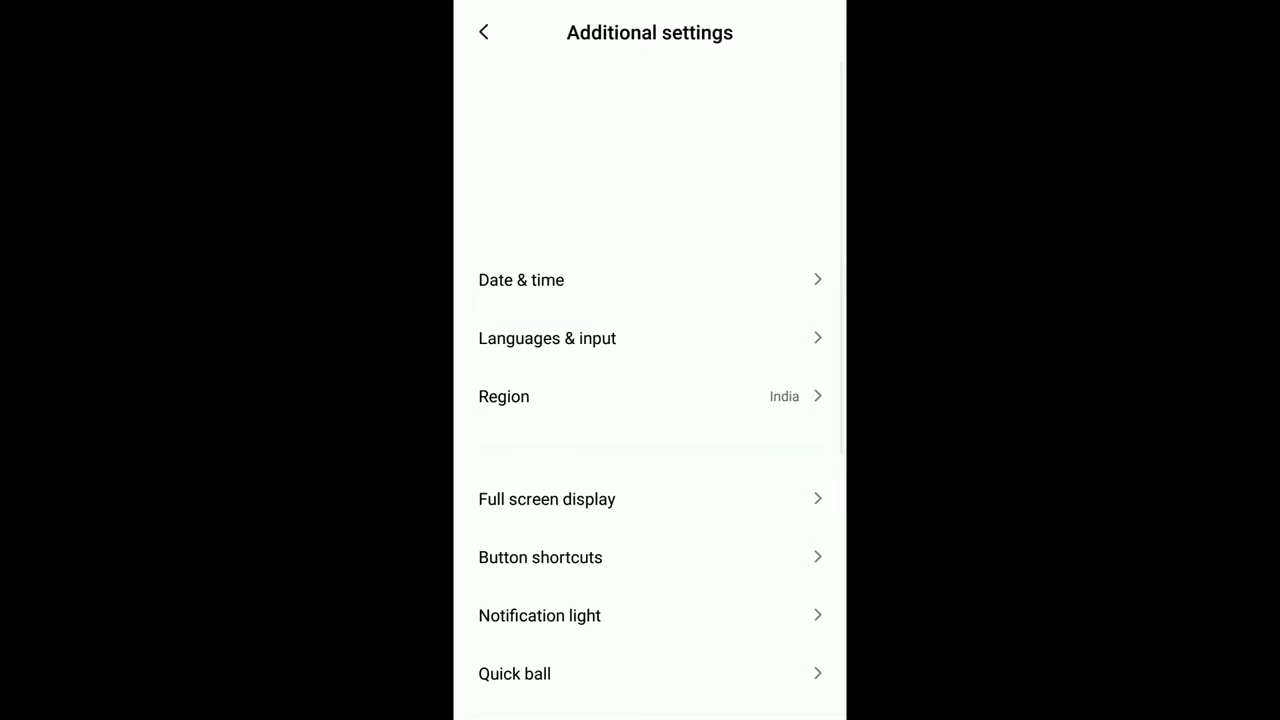 Additional settings
Date & time
Languages & input
Region India
Full screen display
Button shortcuts
Notification light
Quick ball